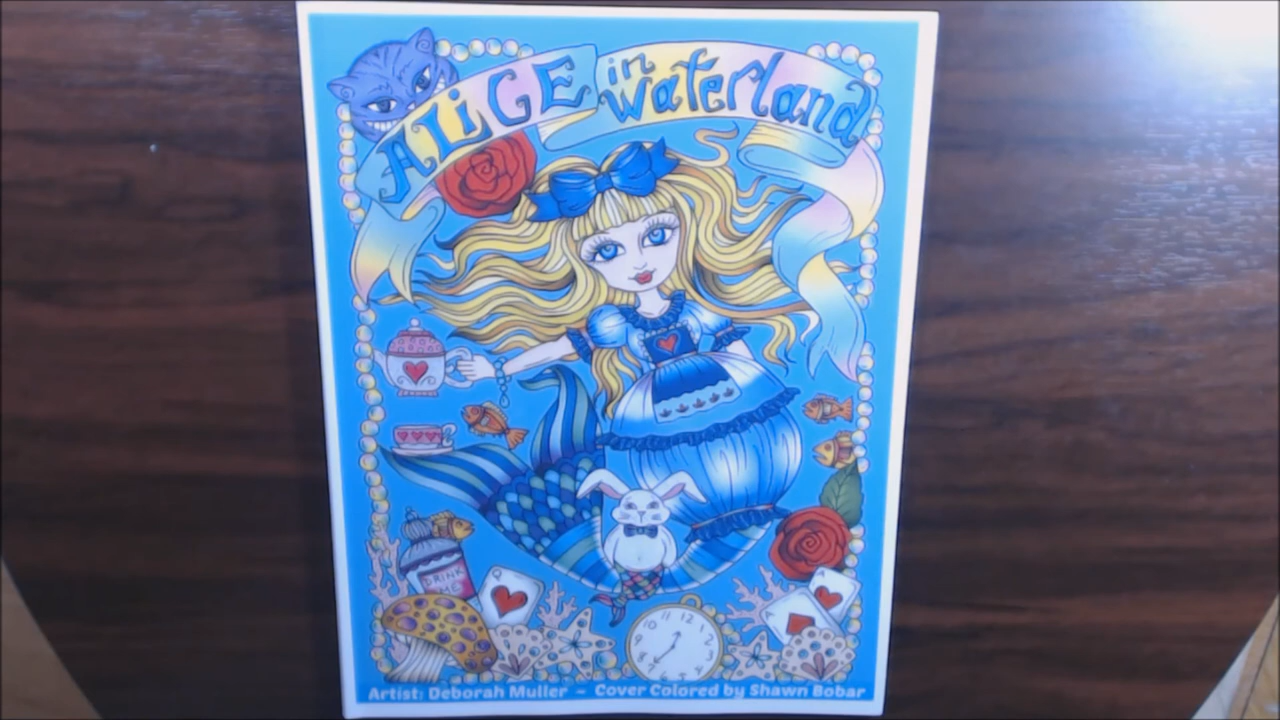 ALiCE in waterland
DRINK
ME
Artist: Deborah Muller ~ Cover Colored by Shawn Bobar